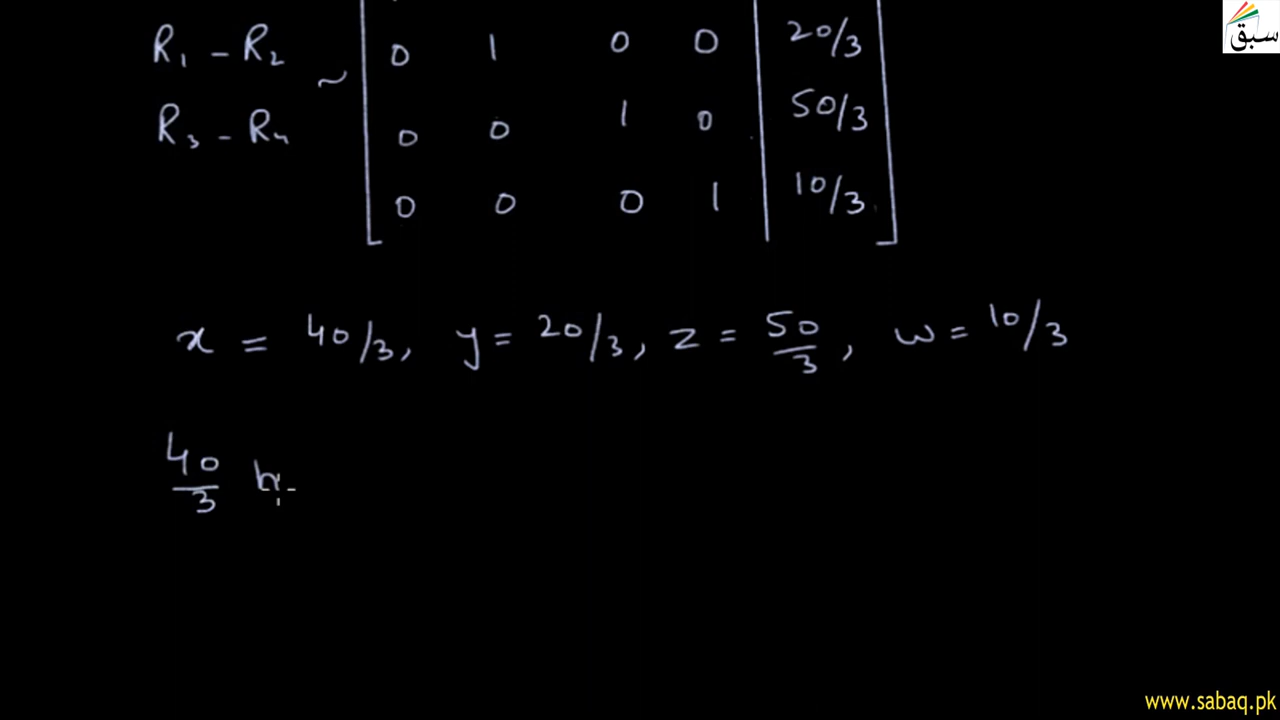 سبق
R₁ - R₂ 0 1 0 0 20/3
~
R₃ - R₄ 0 0 1 0 50/3
0 0 0 1 10/3
x = 40/3, y = 20/3, z = 50/3, w = 10/3
40/3
www.sabaq.pk